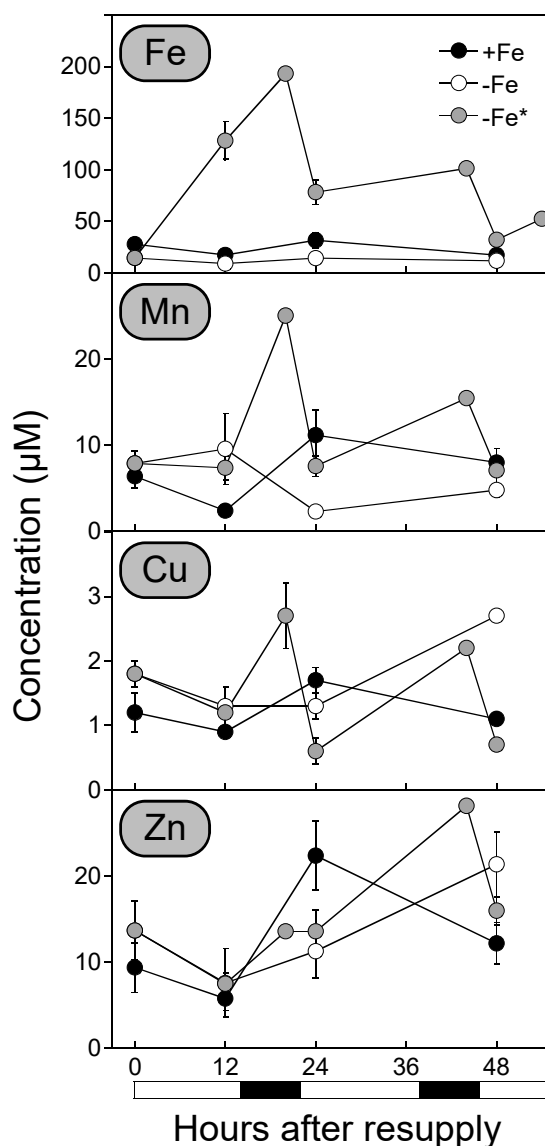 Fe
+Fe
-Fe
-Fe*
200
150
100
50
0
Mn
20
10
0
Cu
3
2
1
0
Zn
20
10
0
Concentration (µM)
0 12 24 36 48
Hours after resupply